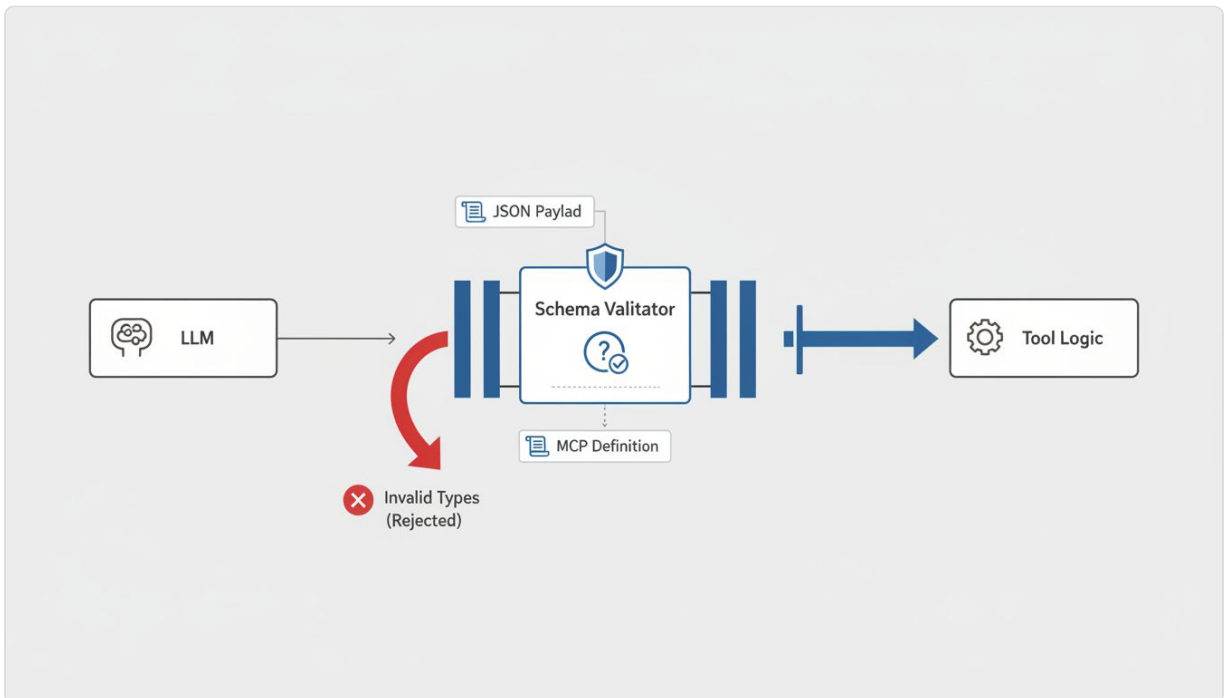 JSON Paylad
LLM
Schema Valitator
Tool Logic
MCP Definition
Invalid Types
(Rejected)